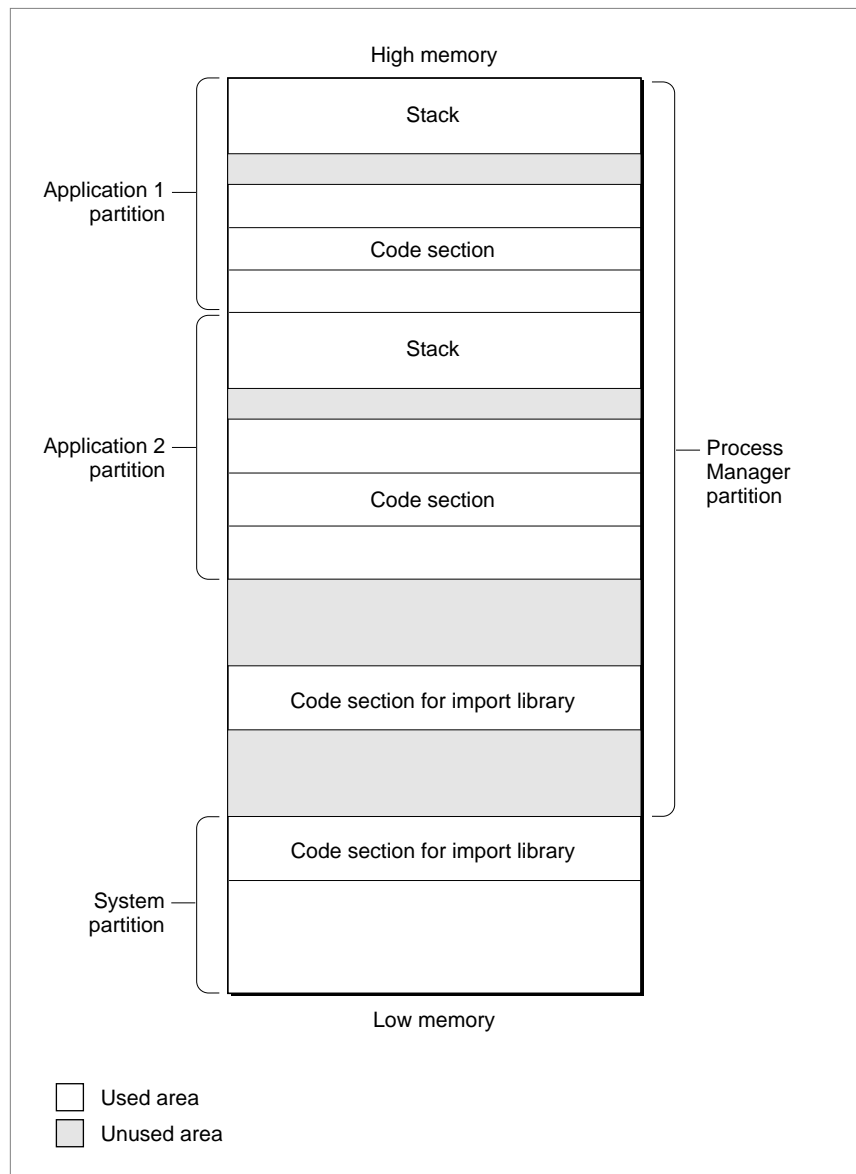 High memory
Stack
Application 1
partition
Code section
Stack
Application 2
partition
Code section
Process
Manager
partition
Code section for import library
Code section for import library
System
partition
Low memory
Used area
Unused area